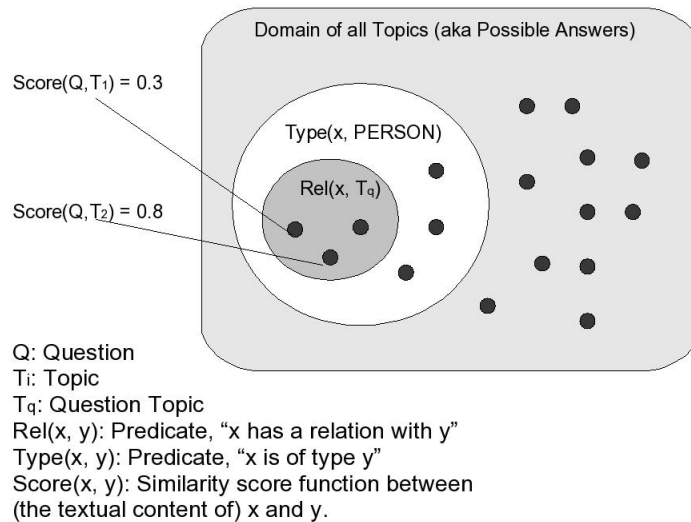 Domain of all Topics (aka Possible Answers)
Score(Q,T1) = 0.3
Type(x, PERSON)
Rel(x, Tq)
Score(Q,T2) = 0.8
Q: Question
Ti: Topic
Tq: Question Topic
Rel(x, y): Predicate, “x has a relation with y”
Type(x, y): Predicate, “x is of type y”
Score(x, y): Similarity score function between
(the textual content of) x and y.